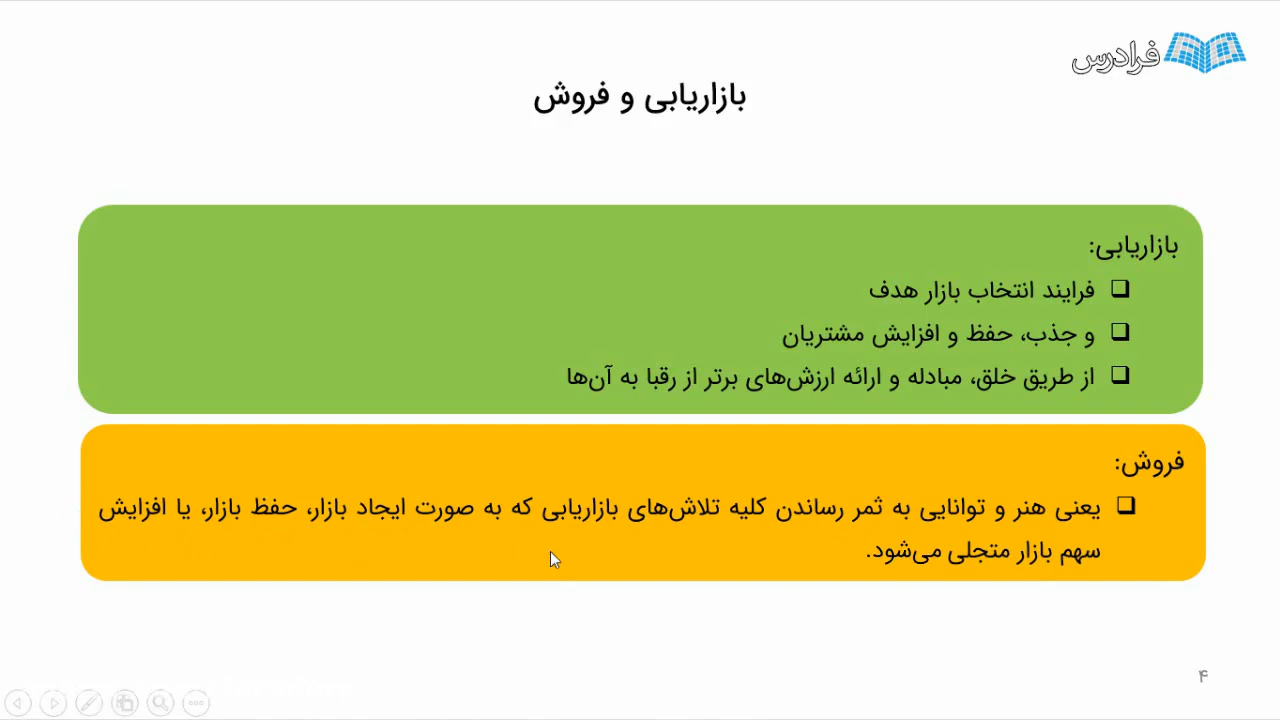 فرادرس
بازاریابی و فروش
بازاریابی:
فرایند انتخاب بازار هدف
و جذب، حفظ و افزایش مشتریان
از طریق خلق، مبادله و ارائه ارزش‌های برتر از رقبا به آن‌ها
فروش:
یعنی هنر و توانایی به ثمر رساندن کلیه تلاش‌های بازاریابی که به صورت ایجاد بازار، حفظ بازار، یا افزایش
سهم بازار متجلی می‌شود.
۴